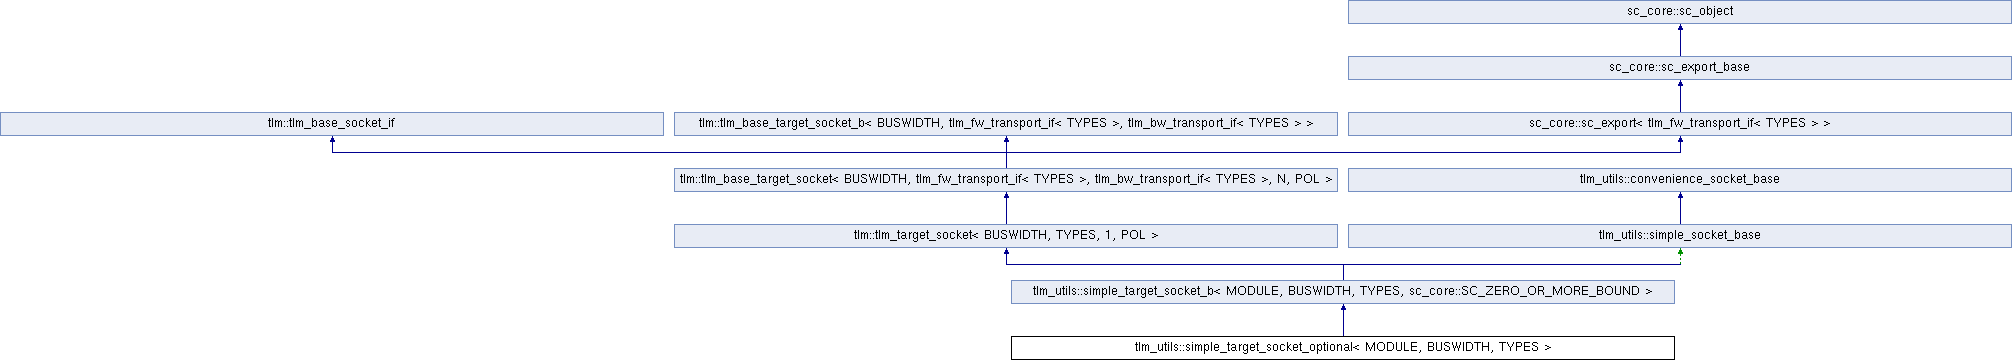 sc_core::sc_object
sc_core::sc_export_base
tlm::tlm_base_socket_if
tlm::tlm_base_target_socket_b< BUSWIDTH, tlm_fw_transport_if< TYPES >, tlm_bw_transport_if< TYPES > >
sc_core::sc_export< tlm_fw_transport_if< TYPES > >
tlm::tlm_base_target_socket< BUSWIDTH, tlm_fw_transport_if< TYPES >, tlm_bw_transport_if< TYPES >, N, POL >
tlm_utils::convenience_socket_base
tlm::tlm_target_socket< BUSWIDTH, TYPES, 1, POL >
tlm_utils::simple_socket_base
tlm_utils::simple_target_socket_b< MODULE, BUSWIDTH, TYPES, sc_core::SC_ZERO_OR_MORE_BOUND >
tlm_utils::simple_target_socket_optional< MODULE, BUSWIDTH, TYPES >